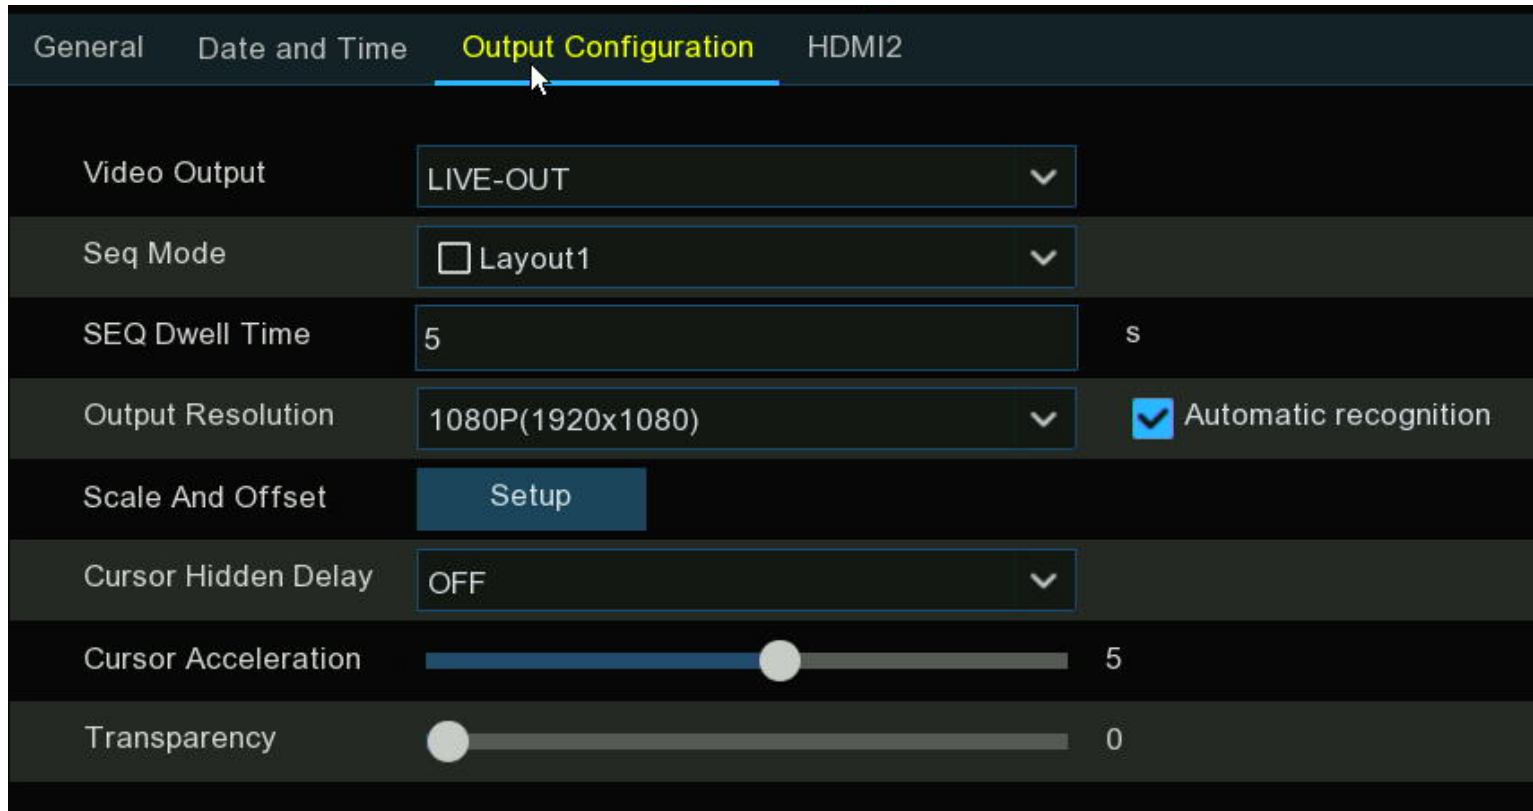 General Date and Time Output Configuration HDMI2
Video Output LIVE-OUT
Seq Mode Layout1
SEQ Dwell Time 5 s
Output Resolution 1080P(1920x1080) Automatic recognition
Scale And Offset Setup
Cursor Hidden Delay OFF
Cursor Acceleration 5
Transparency 0